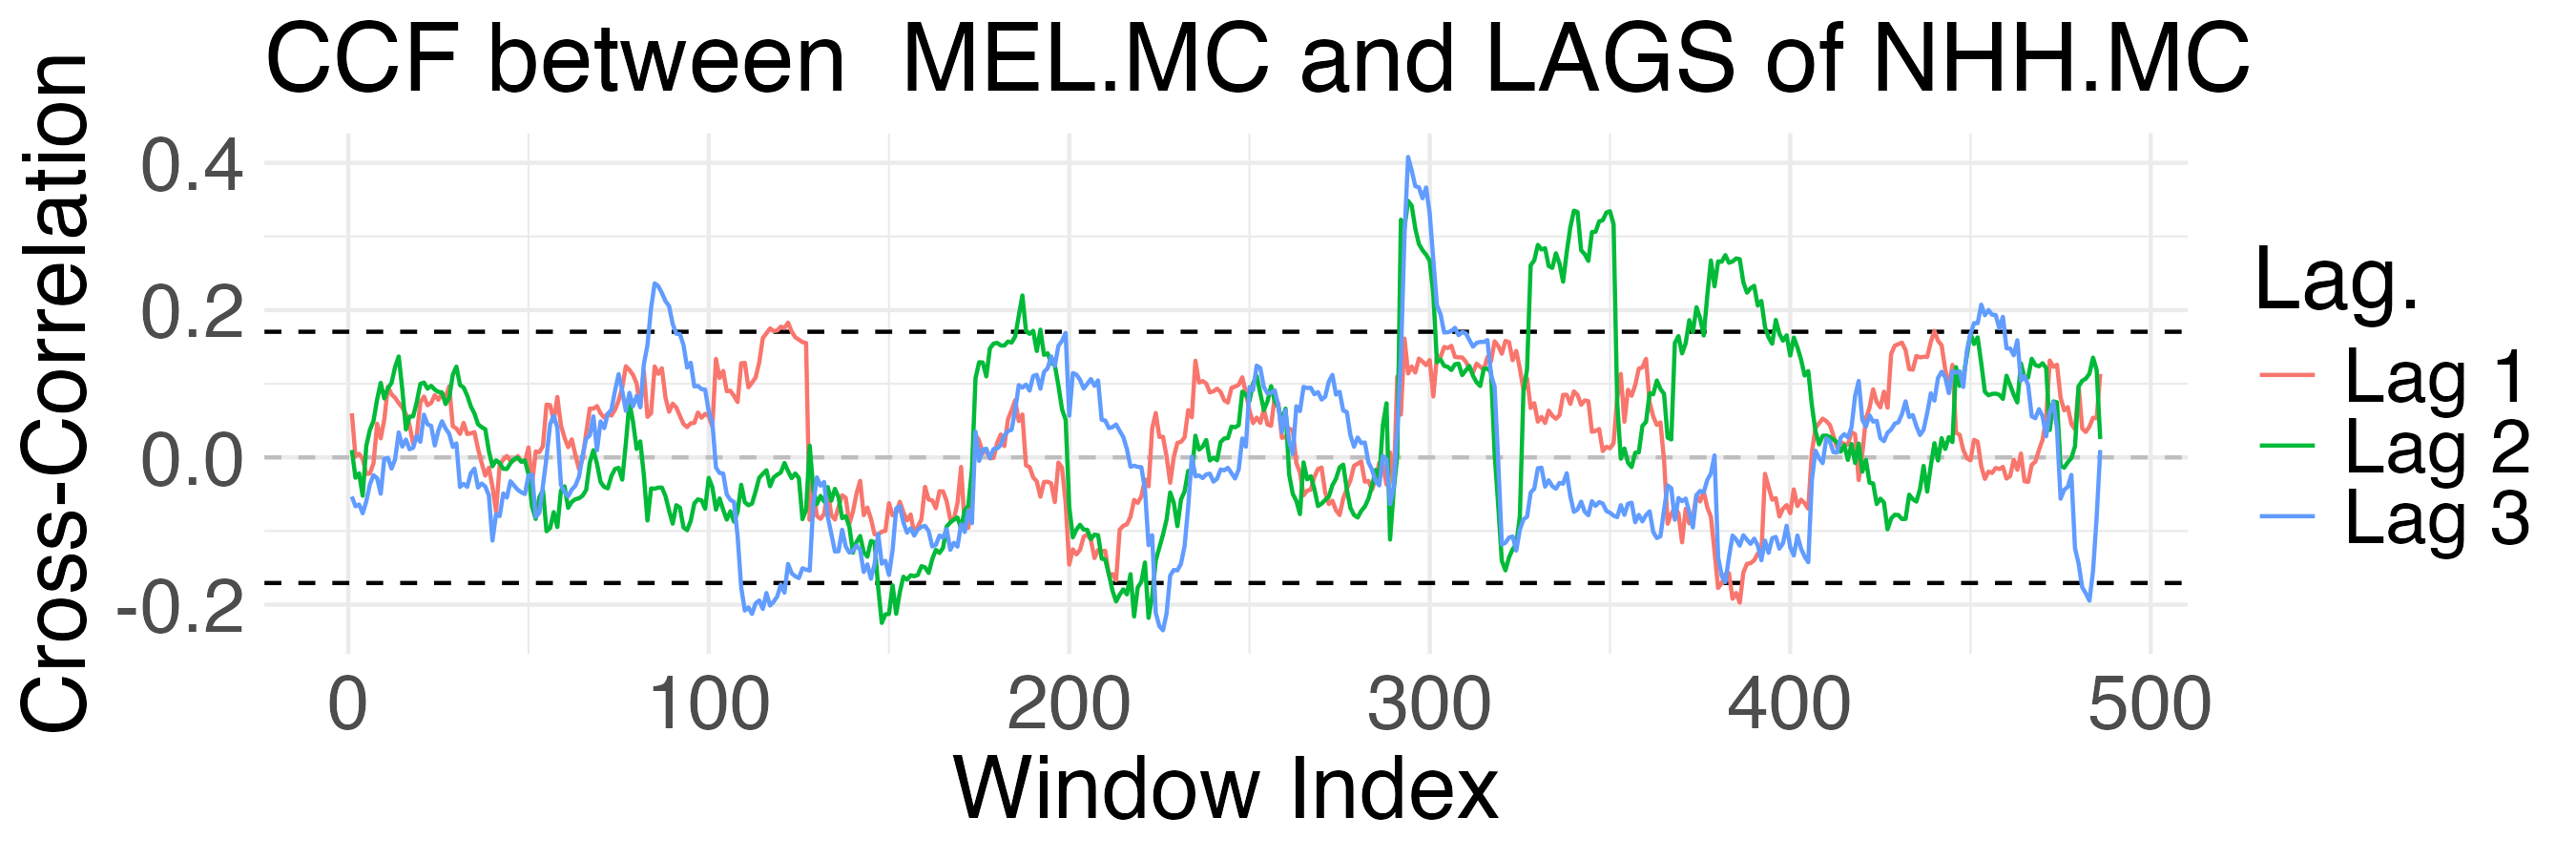 CCF between  MEL.MC and LAGS of NHH.MC
Cross-Correlation
0.4
0.2
0.0
-0.2
0 100 200 300 400 500
Window Index
Lag.
Lag 1
Lag 2
Lag 3